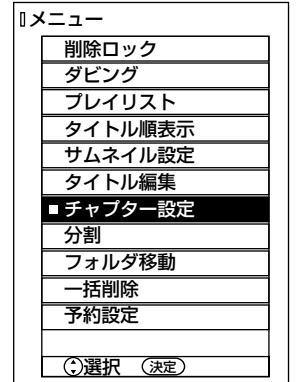 メニュー
削除ロック
ダビング
プレイリスト
タイトル順表示
サムネイル設定
タイトル編集
チャプター設定
分割
フォルダ移動
一括削除
予約設定
選択 決定